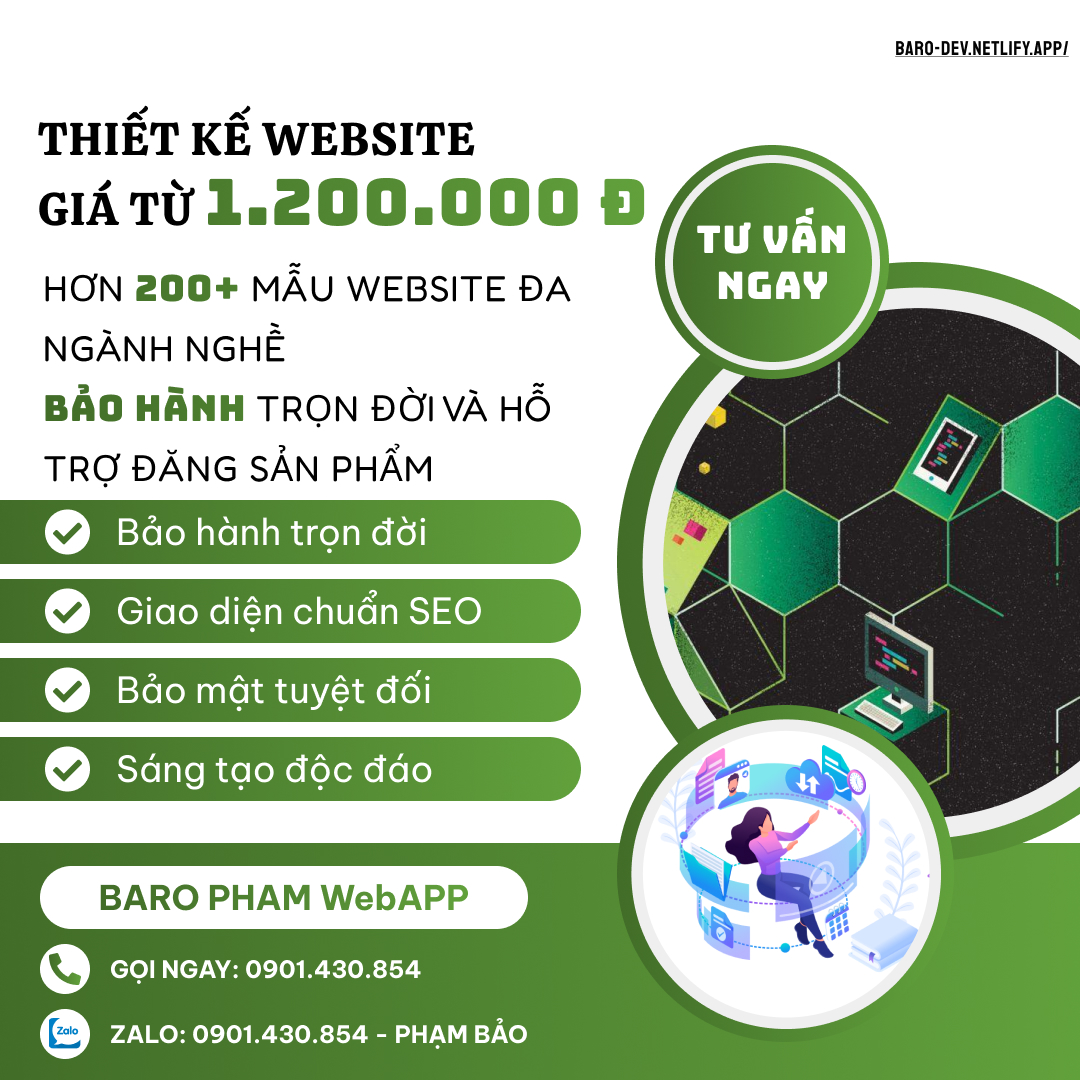 BARO-DEV.NETLIFY.APP/
THIẾT KẾ WEBSITE
GIÁ TỪ 1.200.000 Đ
TƯ VẤN
NGAY
HƠN 200+ MẪU WEBSITE ĐA
NGÀNH NGHỀ
BẢO HÀNH TRỌN ĐỜI VÀ HỖ
TRỢ ĐĂNG SẢN PHẨM
Bảo hành trọn đời
Giao diện chuẩn SEO
Bảo mật tuyệt đối
Sáng tạo độc đáo
BARO PHAM WebAPP
GỌI NGAY: 0901.430.854
Zalo
ZALO: 0901.430.854 - PHẠM BẢO